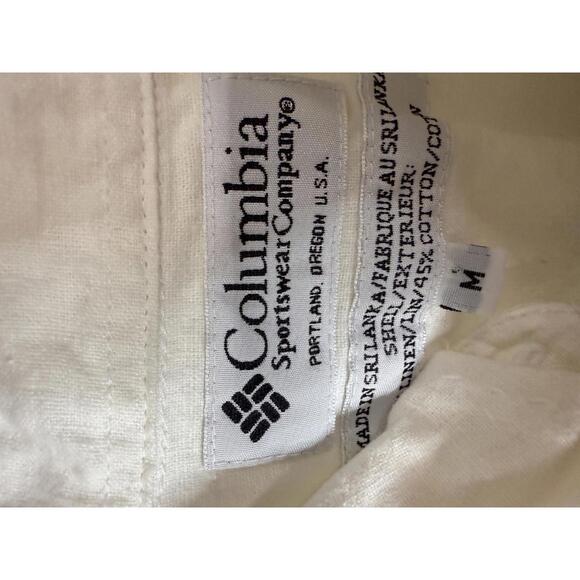 Columbia
Sportswear Company®
PORTLAND, OREGON U.S.A.
MADE IN SRI LANKA/FABRIQUE AU SRI LANKA
SHELL/EXTERIEUR:
LINEN/LIN/45% COTTON/COTON
M